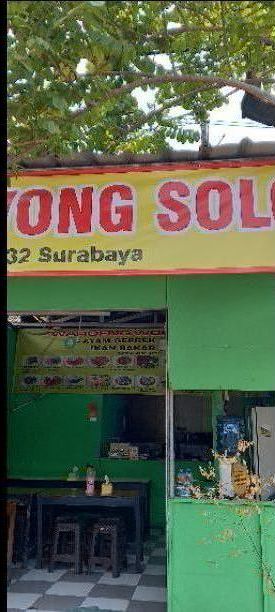 YONG SOLO
32 Surabaya
AYAM GEPREK
IKAN BAKAR